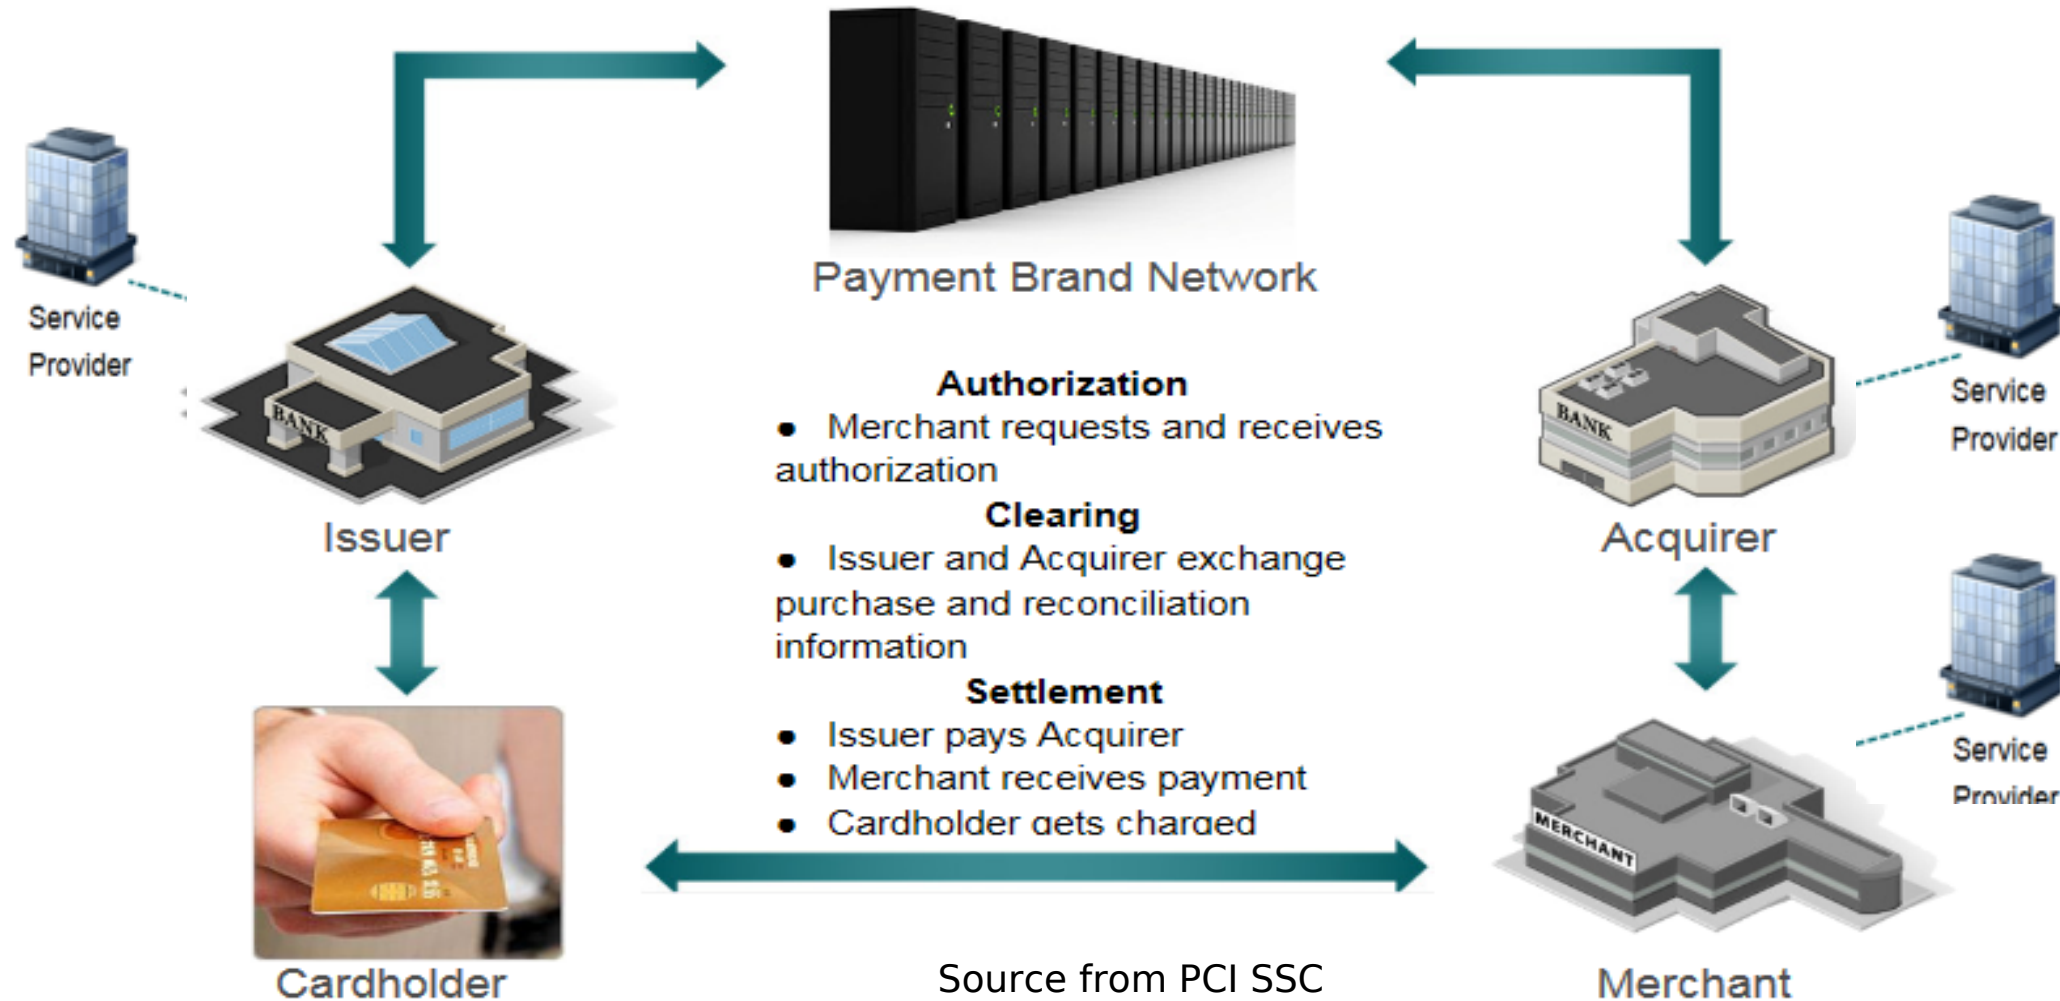 Payment Brand Network
Service
Provider
Service
Provider
BANK
BANK
Issuer
Acquirer
Authorization
● Merchant requests and receives
authorization
Clearing
● Issuer and Acquirer exchange
purchase and reconciliation
information
Settlement
● Issuer pays Acquirer
● Merchant receives payment
● Cardholder gets charged
Service
Provider
MERCHANT
Cardholder
Source from PCI SSC
Merchant